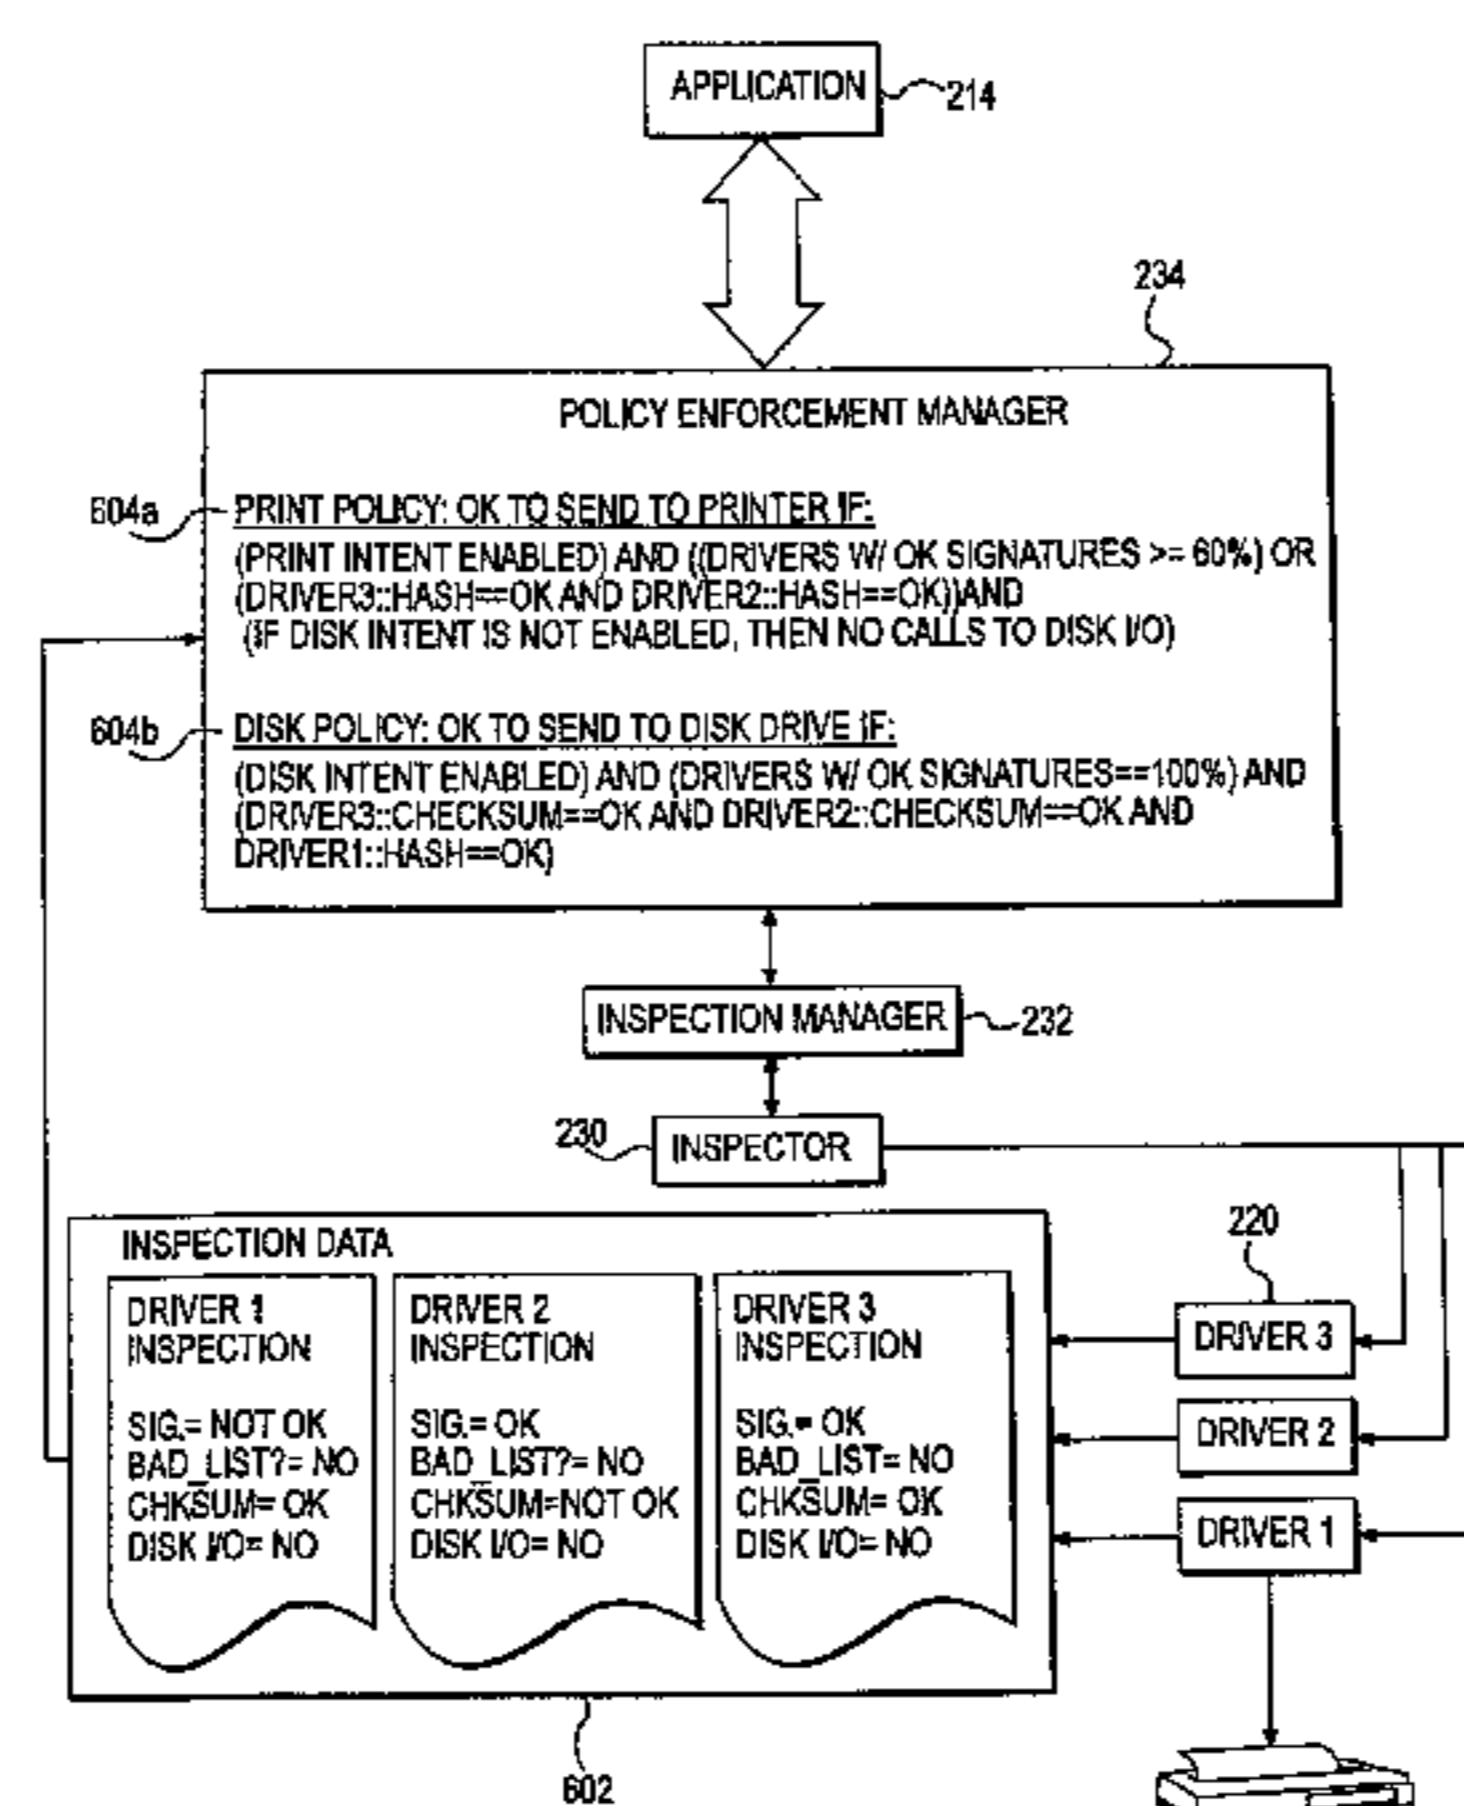 APPLICATION
214
234
POLICY ENFORCEMENT MANAGER
604a
PRINT POLICY: OK TO SEND TO PRINTER IF:
(PRINT INTENT ENABLED) AND ((DRIVERS W/ OK SIGNATURES >= 60%) OR
(DRIVER3::HASH==OK AND DRIVER2::HASH==OK))AND
(IF DISK INTENT IS NOT ENABLED, THEN NO CALLS TO DISK I/O)
604b
DISK POLICY: OK TO SEND TO DISK DRIVE IF:
(DISK INTENT ENABLED) AND (DRIVERS W/ OK SIGNATURES==100%) AND
(DRIVER3::CHECKSUM==OK AND DRIVER2::CHECKSUM==OK AND
DRIVER1::HASH==OK)
INSPECTION MANAGER
232
230
INSPECTOR
INSPECTION DATA
DRIVER 1
INSPECTION
SIG.= NOT OK
BAD_LIST?= NO
CHKSUM= OK
DISK I/O= NO
DRIVER 2
INSPECTION
SIG.= OK
BAD_LIST?= NO
CHKSUM=NOT OK
DISK I/O= NO
DRIVER 3
INSPECTION
SIG.= OK
BAD_LIST= NO
CHKSUM= OK
DISK I/O= NO
220
DRIVER 3
DRIVER 2
DRIVER 1
602